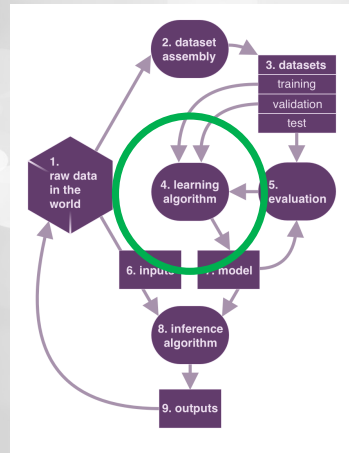 2. dataset
assembly
3. datasets
training
validation
test
1.
raw data
in the
world
4. learning
algorithm
5.
evaluation
6. inputs
model
8. inference
algorithm
9. outputs